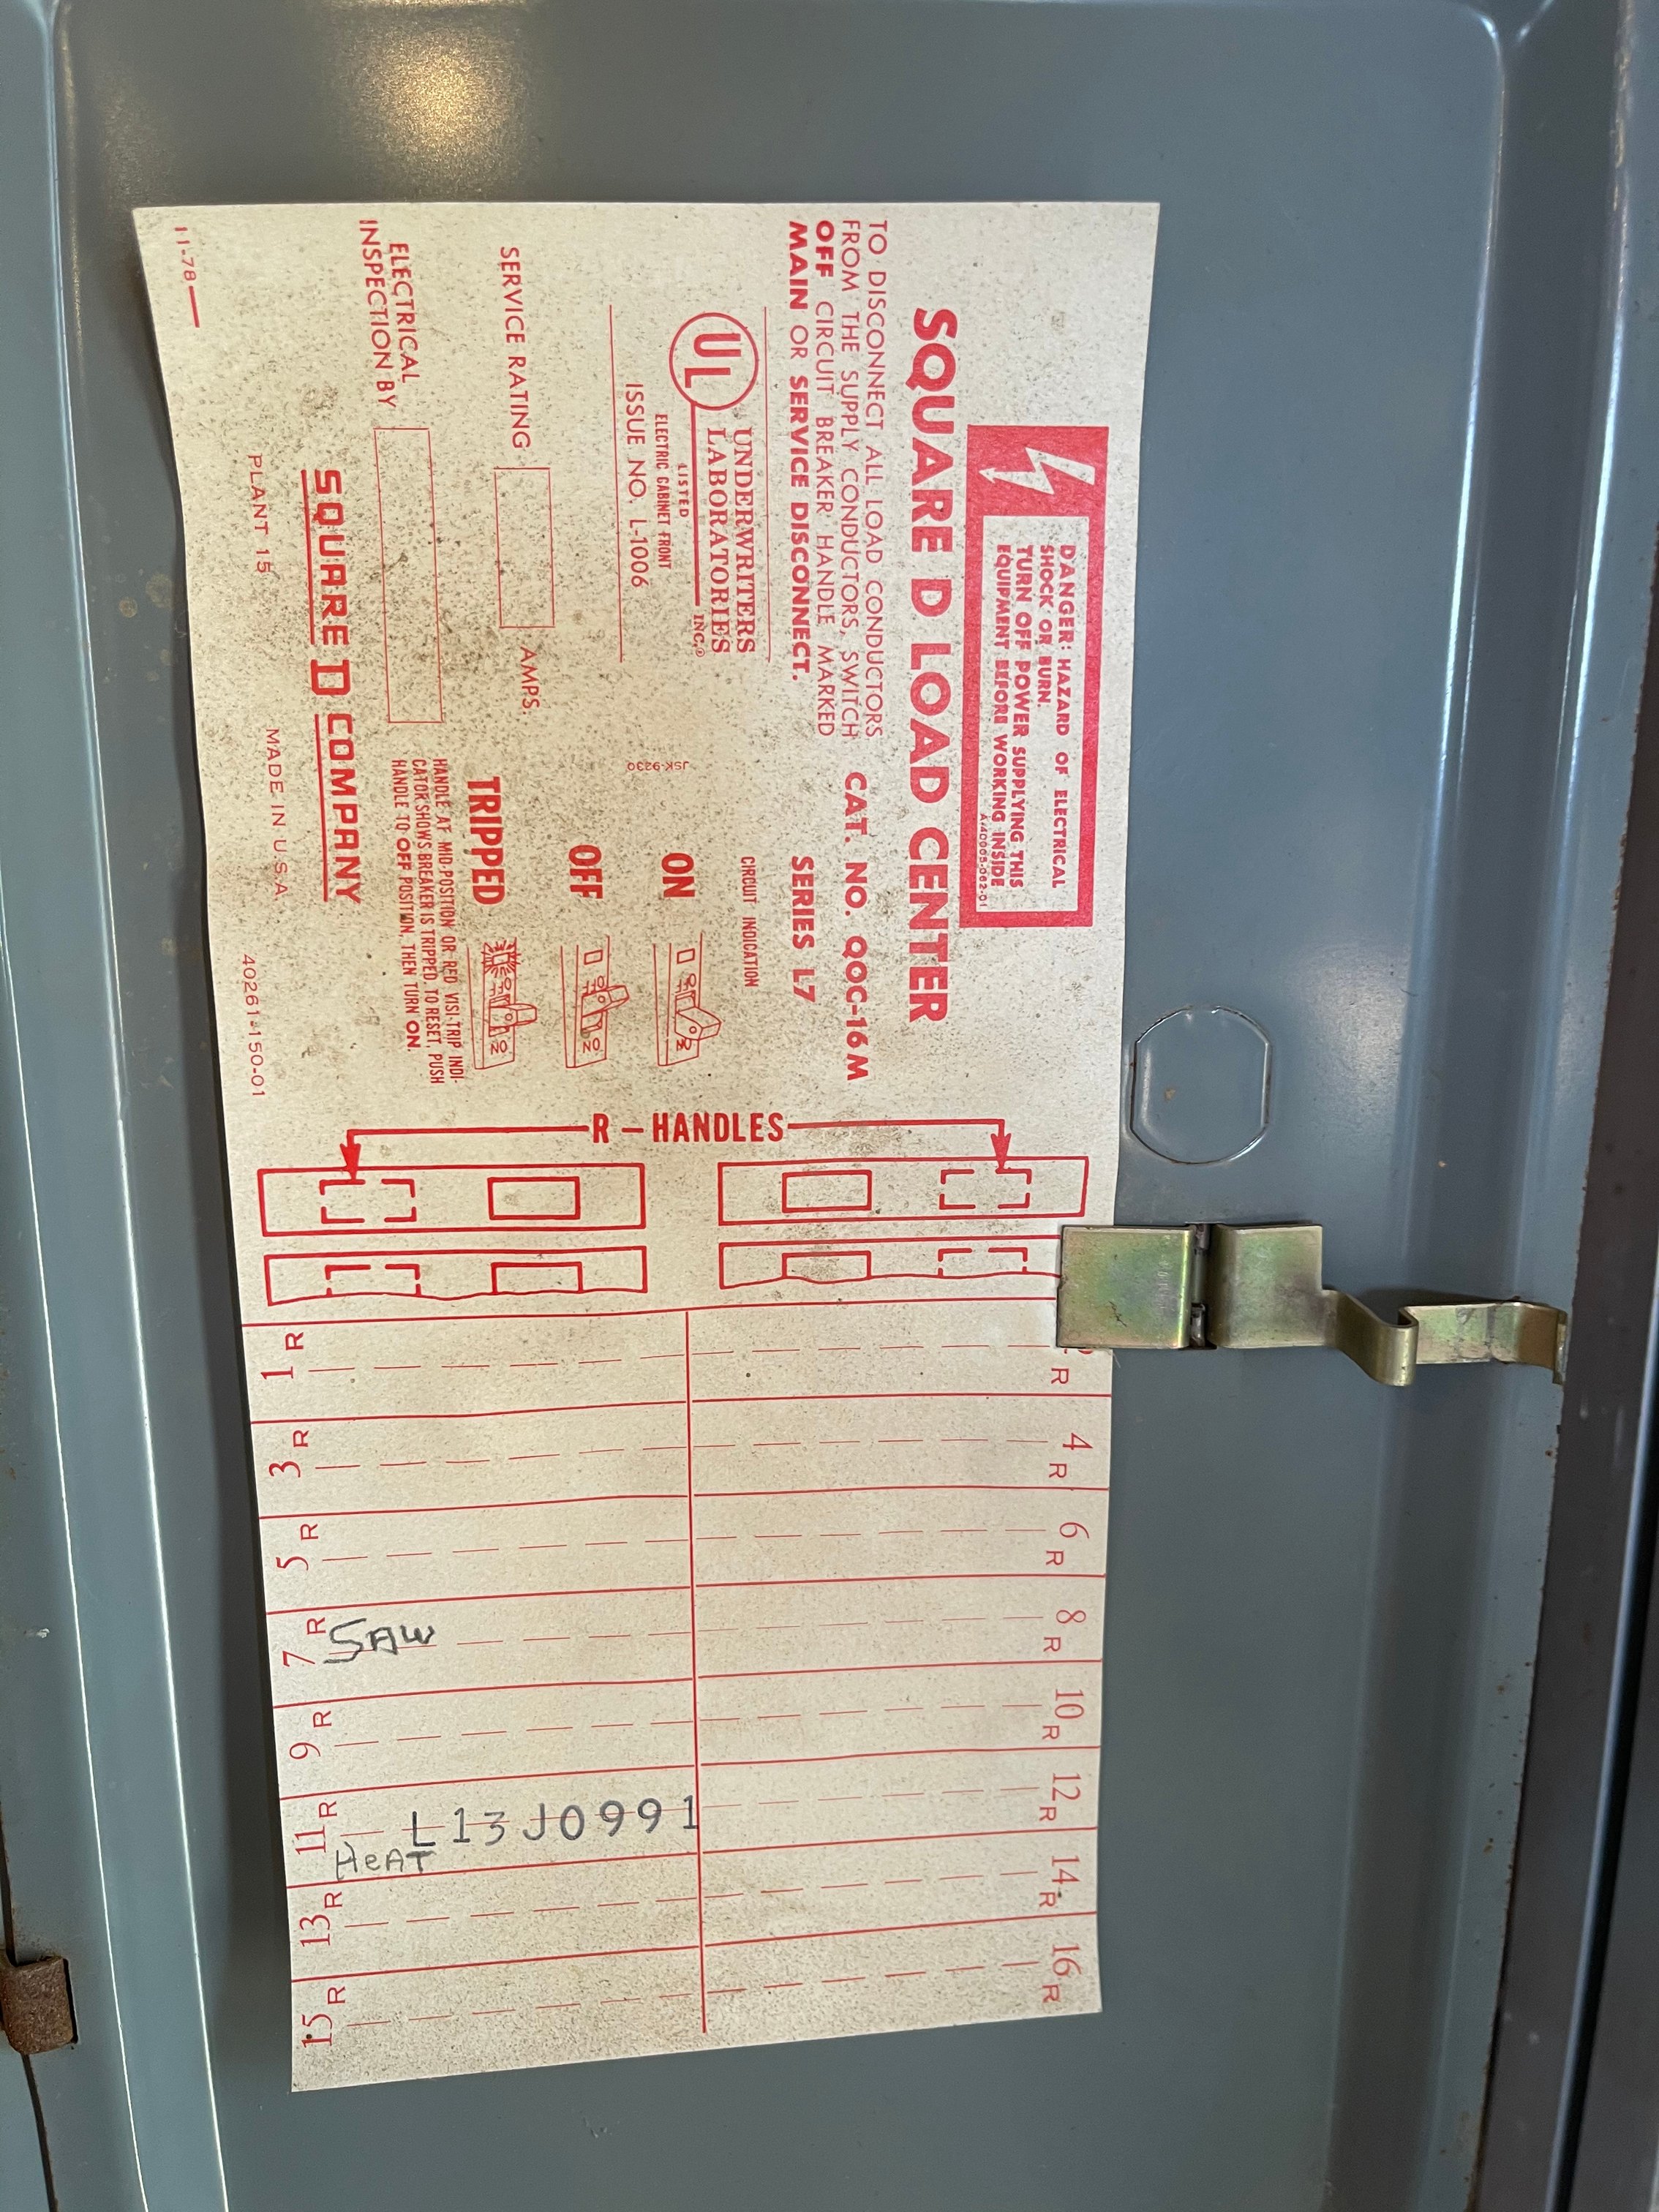 DANGER: HAZARD OF ELECTRICAL
SHOCK OR BURN.
TURN OFF POWER SUPPLYING THIS
EQUIPMENT BEFORE WORKING INSIDE
SQUARE D LOAD CENTER
TO DISCONNECT ALL LOAD CONDUCTORS
FROM THE SUPPLY CONDUCTORS, SWITCH
OFF CIRCUIT BREAKER HANDLE MARKED
MAIN OR SERVICE DISCONNECT.
CAT. NO. QOC-16M
SERIES L7
UL
UNDERWRITERS
LABORATORIES
INC.®
LISTED
ELECTRIC CABINET FRONT
ISSUE NO. L-1006
SERVICE RATING
AMPS.
ELECTRICAL
INSPECTION BY
CIRCUIT INDICATION
ON
OFF
TRIPPED
HANDLE AT MID-POSITION OR RED VISI-TRIP INDI-
CATOR SHOWS BREAKER IS TRIPPED. TO RESET, PUSH
HANDLE TO OFF POSITION, THEN TURN ON.
JSK-9230
SQUARE D COMPANY
11-78
PLANT 15
MADE IN U.S.A.
40261-150-01
R – HANDLES
1 R
R
3 R
4 R
5 R
6 R
7 R SAW
8 R
9 R
10 R
11 R L13J0991
HeAT
12 R
13 R
14 R
15 R
16 R